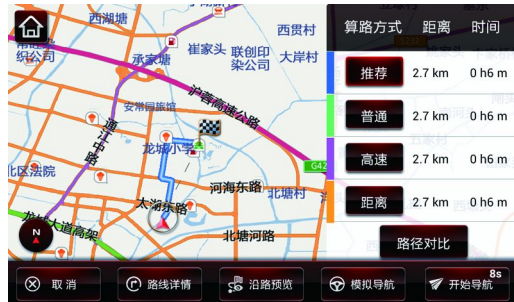 西湖塘
西贯村
承家塘
崔家头
联创印
染公司
大岸村
织公司
沪蓉高速公路
安常园旅馆
通江中路
龙城小学
G42
北区法院
河海东路
北塘村
太湖东路
龙城大道高架
北塘河路
N
算路方式 距离 时间
推荐 2.7 km 0 h6 m
普通 2.7 km 0 h6 m
高速 2.7 km 0 h6 m
距离 2.7 km 0 h6 m
路径对比
取消
路线详情
沿路预览
模拟导航
开始导航
8s